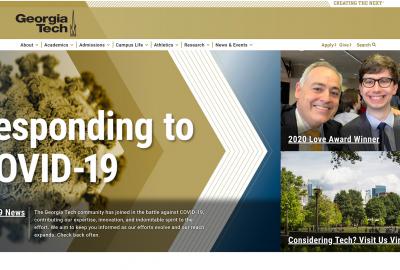 CREATING THE NEXT
Georgia
Tech
About Academics Admissions Campus Life Athletics Research News & Events Apply Give Search
esponding to
OVID-19
9 News
The Georgia Tech community has joined in the battle against COVID-19,
contributing our expertise, innovation, and indomitable spirit to the
effort. We aim to keep you informed as our efforts evolve and our reach
expands. Check back often.
2020 Love Award Winner
Considering Tech? Visit Us Vir